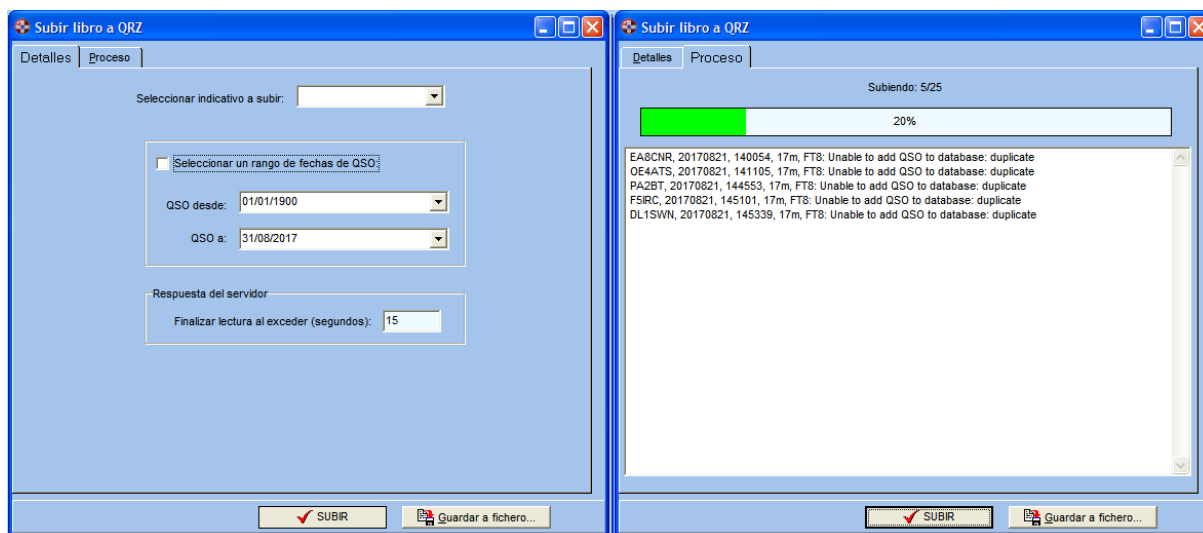 Subir libro a QRZ
Detalles Proceso
Seleccionar indicativo a subir:
Seleccionar un rango de fechas de QSO:
QSO desde: 01/01/1900
QSO a: 31/08/2017
Respuesta del servidor
Finalizar lectura al exceder (segundos): 15
SUBIR Guardar a fichero...
Subir libro a QRZ
Detalles Proceso
Subiendo: 5/25
20%
EA8CNR, 20170821, 140054, 17m, FT8: Unable to add QSO to database: duplicate
OE4ATS, 20170821, 141105, 17m, FT8: Unable to add QSO to database: duplicate
PA2BT, 20170821, 144553, 17m, FT8: Unable to add QSO to database: duplicate
F5IRC, 20170821, 145101, 17m, FT8: Unable to add QSO to database: duplicate
DL1SWN, 20170821, 145339, 17m, FT8: Unable to add QSO to database: duplicate
SUBIR Guardar a fichero...